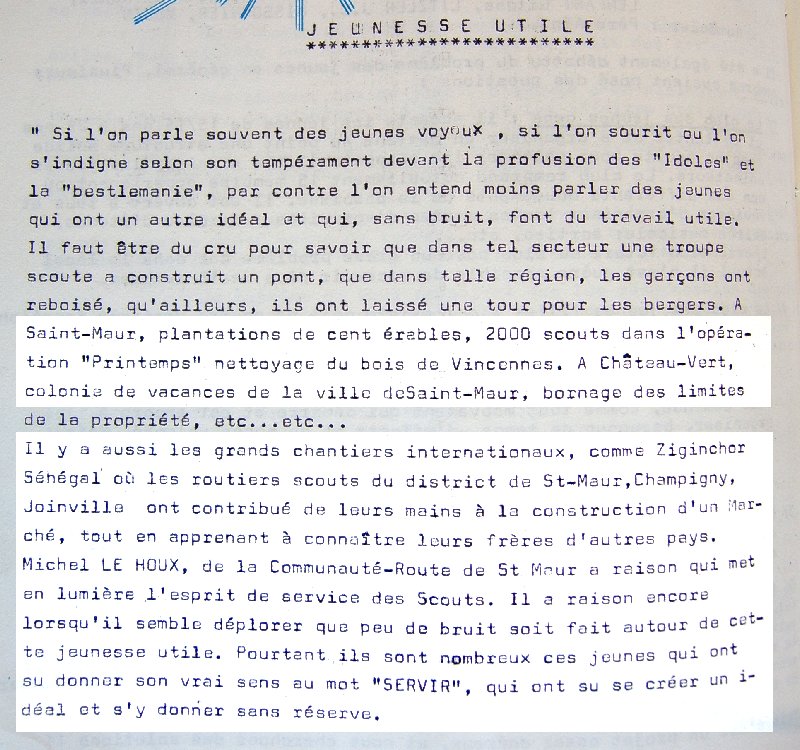 JEUNESSE UTILE
**********************************
" Si l'on parle souvent des jeunes voyoux , si l'on sourit ou l'on
s'indigne selon son tampérament devant la profusion des "Idoles" et
la "bestlemanie", par contre l'on entend moins parler des jeunes
qui ont un autre idéal et qui, sans bruit, font du travail utile.
Il faut être du cru pour savoir que dans tel secteur une troupe
scoute a construit un pont, que dans telle région, les garçons ont
reboisé, qu'ailleurs, ils ont laissé une tour pour les bergers. A
Saint-Maur, plantations de cent érables, 2000 scouts dans l'opéra-
tion "Printemps" nettoyage du bois de Vincennes. A Château-Vert,
colonie de vacances de la ville deSaint-Maur, bornage des limites
de la propriété, etc...etc...
Il y a aussi les grands chantiers internationaux, comme Ziginchor
Séhégal où les routiers scouts du district de St-Maur,Champigny,
Joinville ont contribué de leurs mains à la construction d'un Mar-
ché, tout en apprenant à connaître leurs frères d'autres pays.
Michel LE HOUX, de la Communauté-Route de St Maur a raison qui met
en lumière l'esprit de service des Scouts. Il a raison encore
lorsqu'il semble déplorer que peu de bruit soit fait autour de cet-
te jeunesse utile. Pourtant ils sont nombreux ces jeunes qui ont
su donner son vrai sens au mot "SERVIR", qui ont su se créer un i-
déal et s'y donner sans réserve.